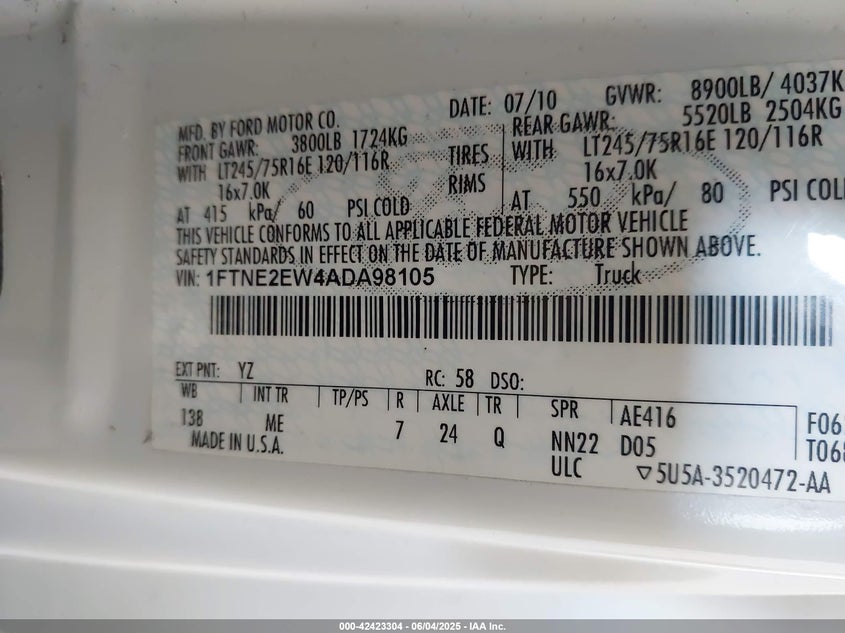 MFD. BY FORD MOTOR CO. DATE: 07/10 GVWR: 8900LB/ 4037K
FRONT GAWR: 3800LB 1724KG REAR GAWR: 5520LB 2504KG
WITH LT245/75R16E 120/116R TIRES WITH LT245/75R16E 120/116R
16x7.0K RIMS 16x7.0K
AT 415 kPa/ 60 PSI COLD AT 550 kPa/ 80 PSI COL
THIS VEHICLE CONFORMS TO ALL APPLICABLE FEDERAL MOTOR VEHICLE
SAFETY STANDARDS IN EFFECT ON THE DATE OF MANUFACTURE SHOWN ABOVE.
VIN: 1FTNE2EW4ADA98105 TYPE: Truck
EXT PNT: YZ RC: 58 DSO:
WB INT TR TP/PS R AXLE TR SPR AE416 F06
138 ME 7 24 Q NN22 D05 T068
MADE IN U.S.A. ULC ▽5U5A-3520472-AA
000-42423304 | 06/04/2025 - IAA Inc.